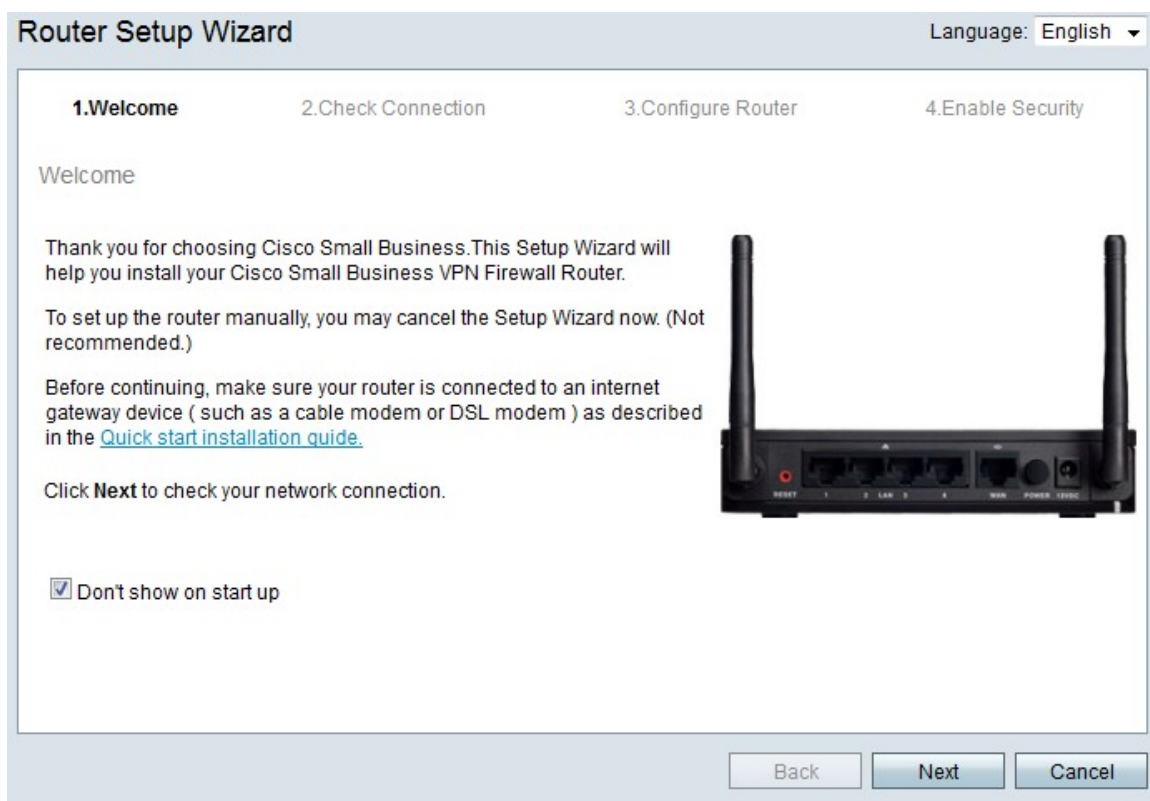 Router Setup Wizard
Language: English
1.Welcome
2.Check Connection
3.Configure Router
4.Enable Security
Welcome
Thank you for choosing Cisco Small Business.This Setup Wizard will
help you install your Cisco Small Business VPN Firewall Router.
To set up the router manually, you may cancel the Setup Wizard now. (Not
recommended.)
Before continuing, make sure your router is connected to an internet
gateway device ( such as a cable modem or DSL modem ) as described
in the Quick start installation guide.
RESET 1 2 LAN 3 4 WAN POWER 12VDC
Click Next to check your network connection.
Don't show on start up
Back
Next
Cancel